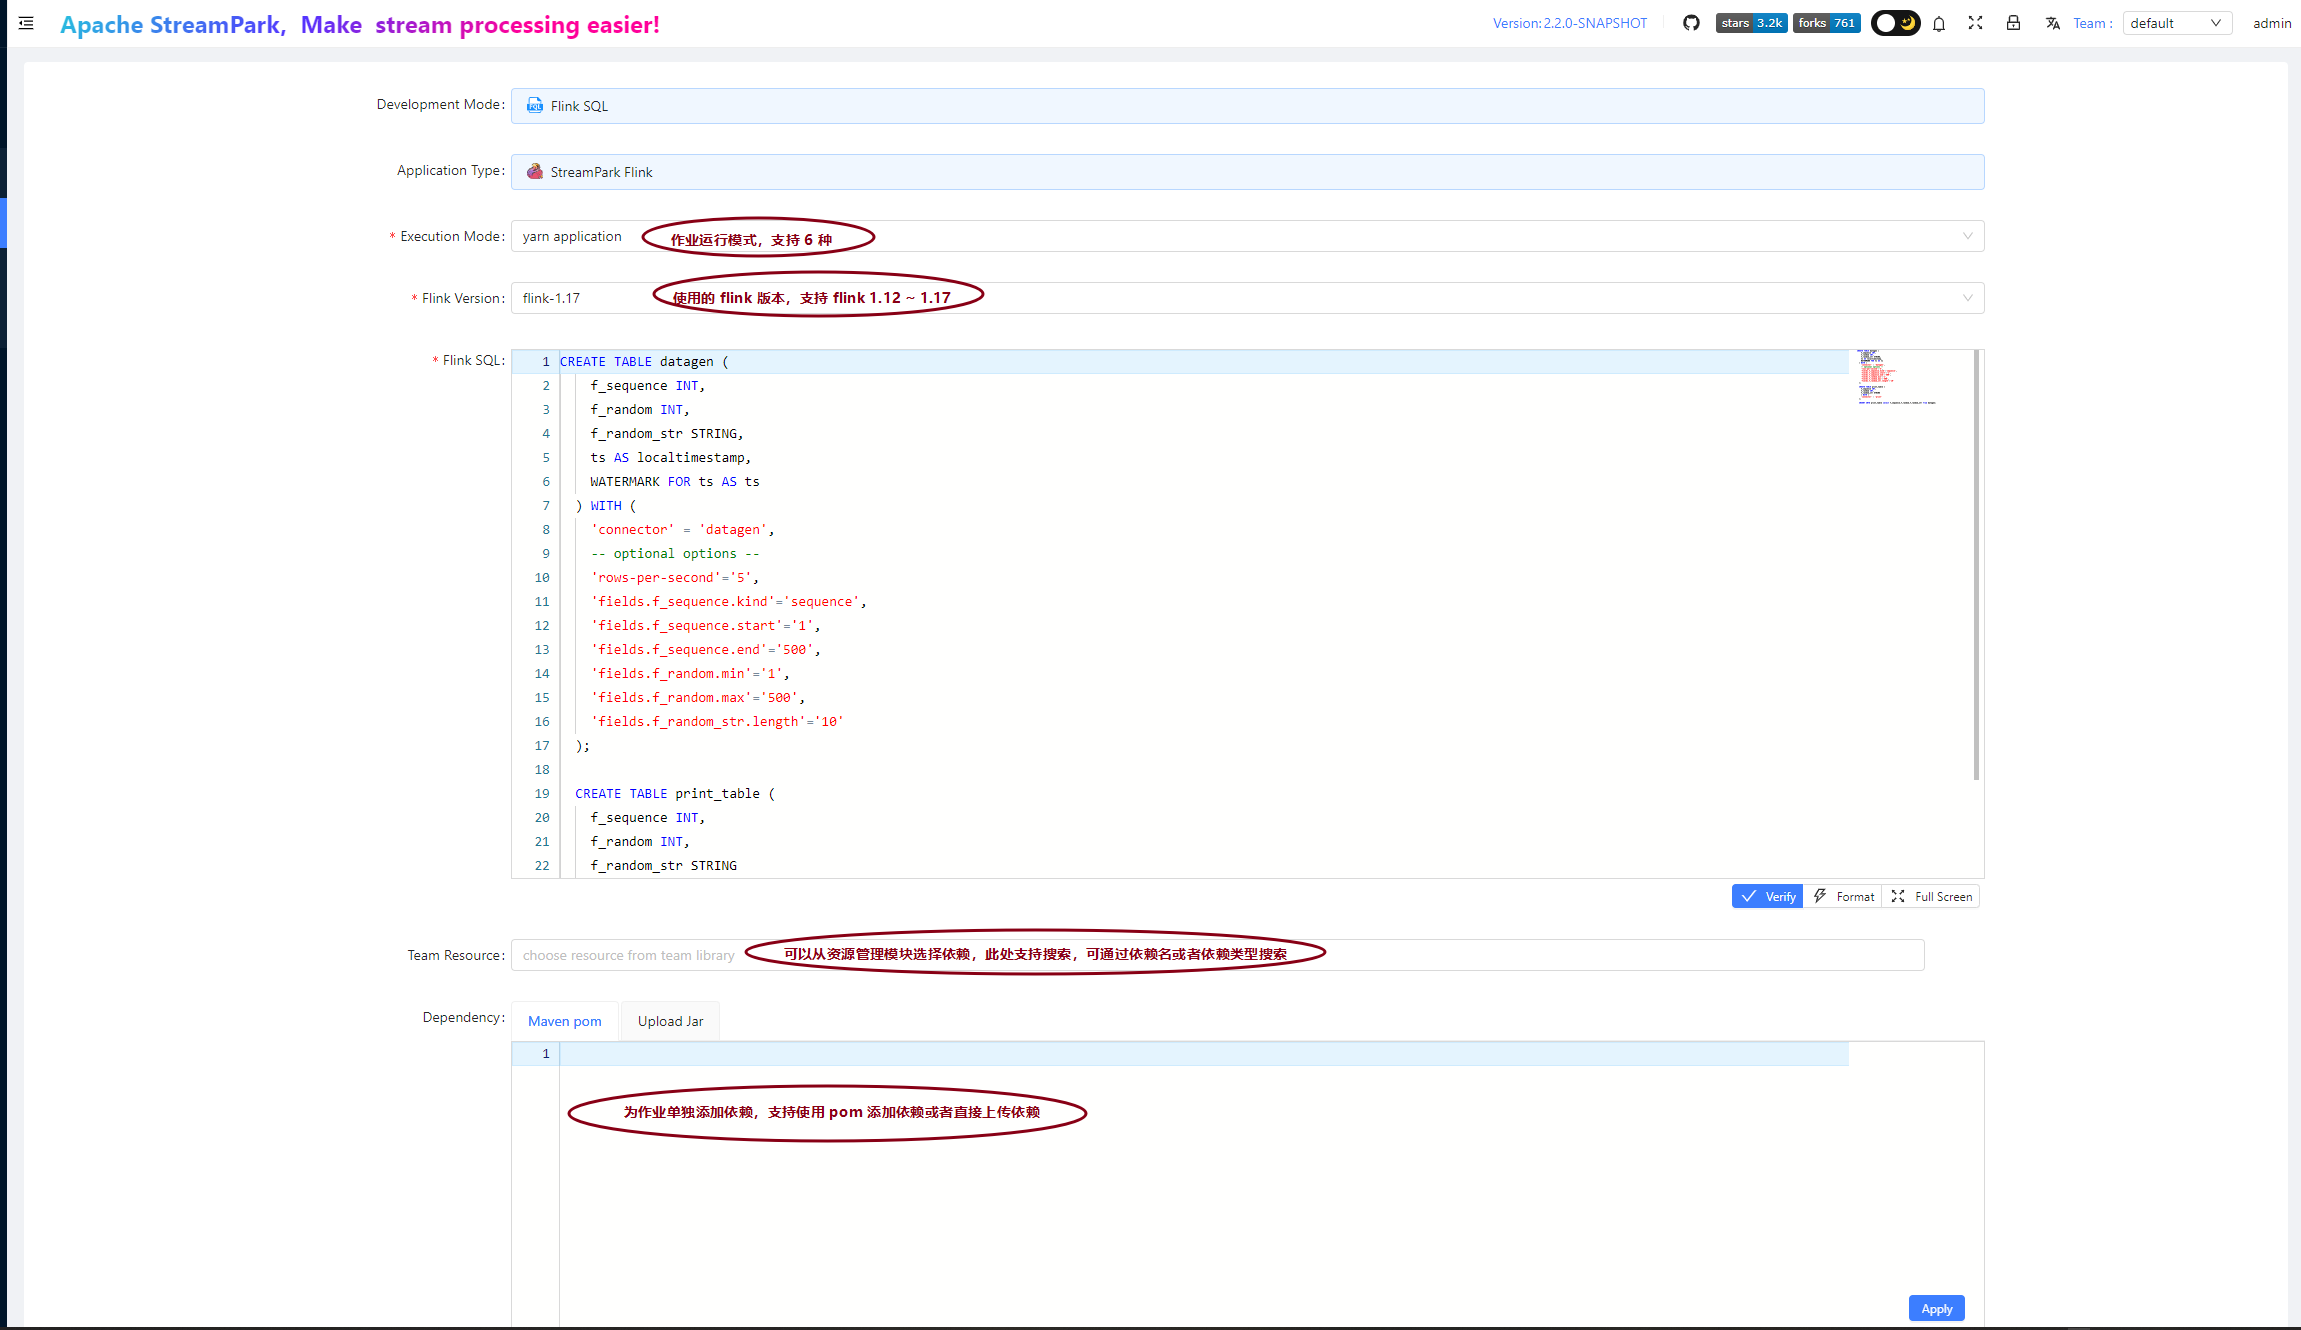 Apache StreamPark, Make stream processing easier!
Version:2.2.0-SNAPSHOT
stars 3.2k forks 761
Team : default admin
Development Mode: Flink SQL
Application Type: StreamPark Flink
* Execution Mode: yarn application 作业运行模式，支持 6 种
* Flink Version: flink-1.17 使用的 flink 版本，支持 flink 1.12 ~ 1.17
* Flink SQL:
1 CREATE TABLE datagen (
2 f_sequence INT,
3 f_random INT,
4 f_random_str STRING,
5 ts AS localtimestamp,
6 WATERMARK FOR ts AS ts
7 ) WITH (
8 'connector' = 'datagen',
9 -- optional options --
10 'rows-per-second'='5',
11 'fields.f_sequence.kind'='sequence',
12 'fields.f_sequence.start'='1',
13 'fields.f_sequence.end'='500',
14 'fields.f_random.min'='1',
15 'fields.f_random.max'='500',
16 'fields.f_random_str.length'='10'
17 );
18
19 CREATE TABLE print_table (
20 f_sequence INT,
21 f_random INT,
22 f_random_str STRING
Verify Format Full Screen
Team Resource: choose resource from team library 可以从资源管理模块选择依赖，此处支持搜索，可通过依赖名或者依赖类型搜索
Dependency: Maven pom Upload Jar
1
为作业单独添加依赖，支持使用 pom 添加依赖或者直接上传依赖
Apply